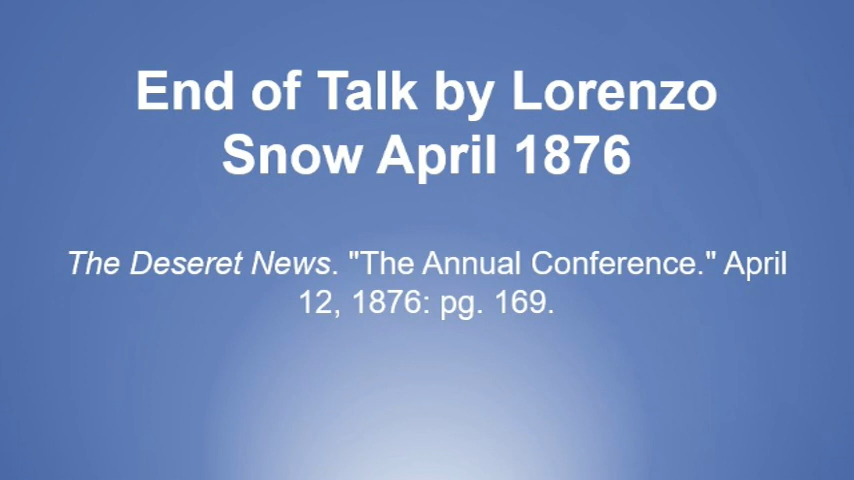 End of Talk by Lorenzo
Snow April 1876
The Deseret News. "The Annual Conference." April
12, 1876: pg. 169.